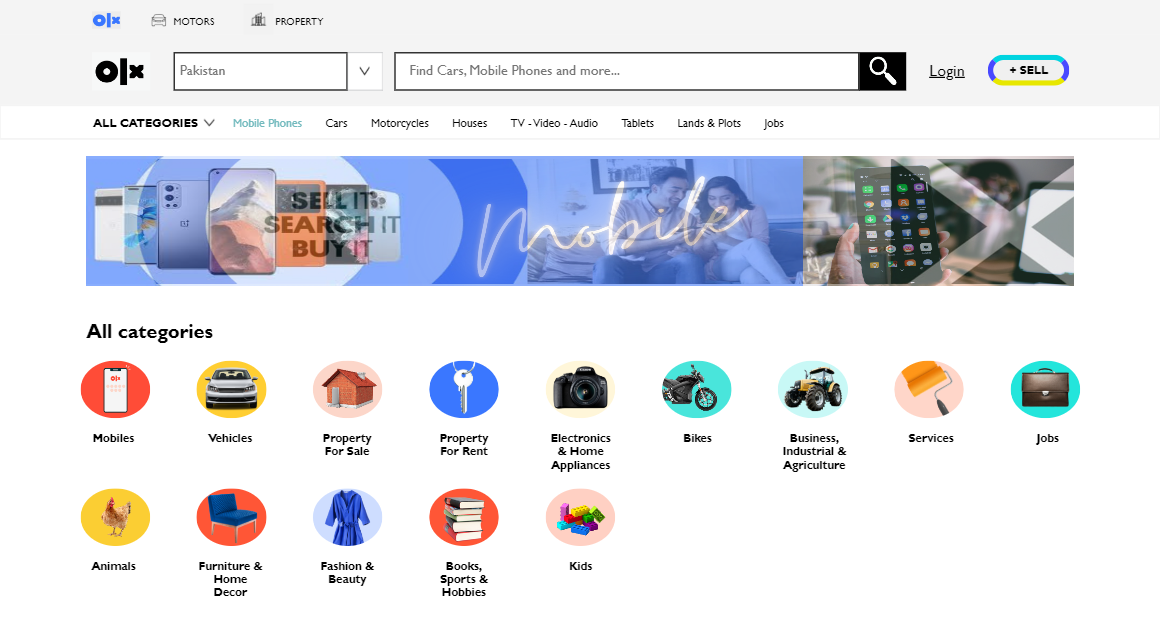 olx MOTORS PROPERTY
olx Pakistan Find Cars, Mobile Phones and more... Login + SELL
ALL CATEGORIES Mobile Phones Cars Motorcycles Houses TV - Video - Audio Tablets Lands & Plots Jobs
SELL IT
SEARCH IT
BUY IT
mobile
All categories
Mobiles Vehicles Property Property Electronics Bikes Business, Services Jobs
For Sale For Rent & Home Industrial &
Appliances Agriculture
Animals Furniture & Fashion & Books, Kids
Home Beauty Sports &
Decor Hobbies